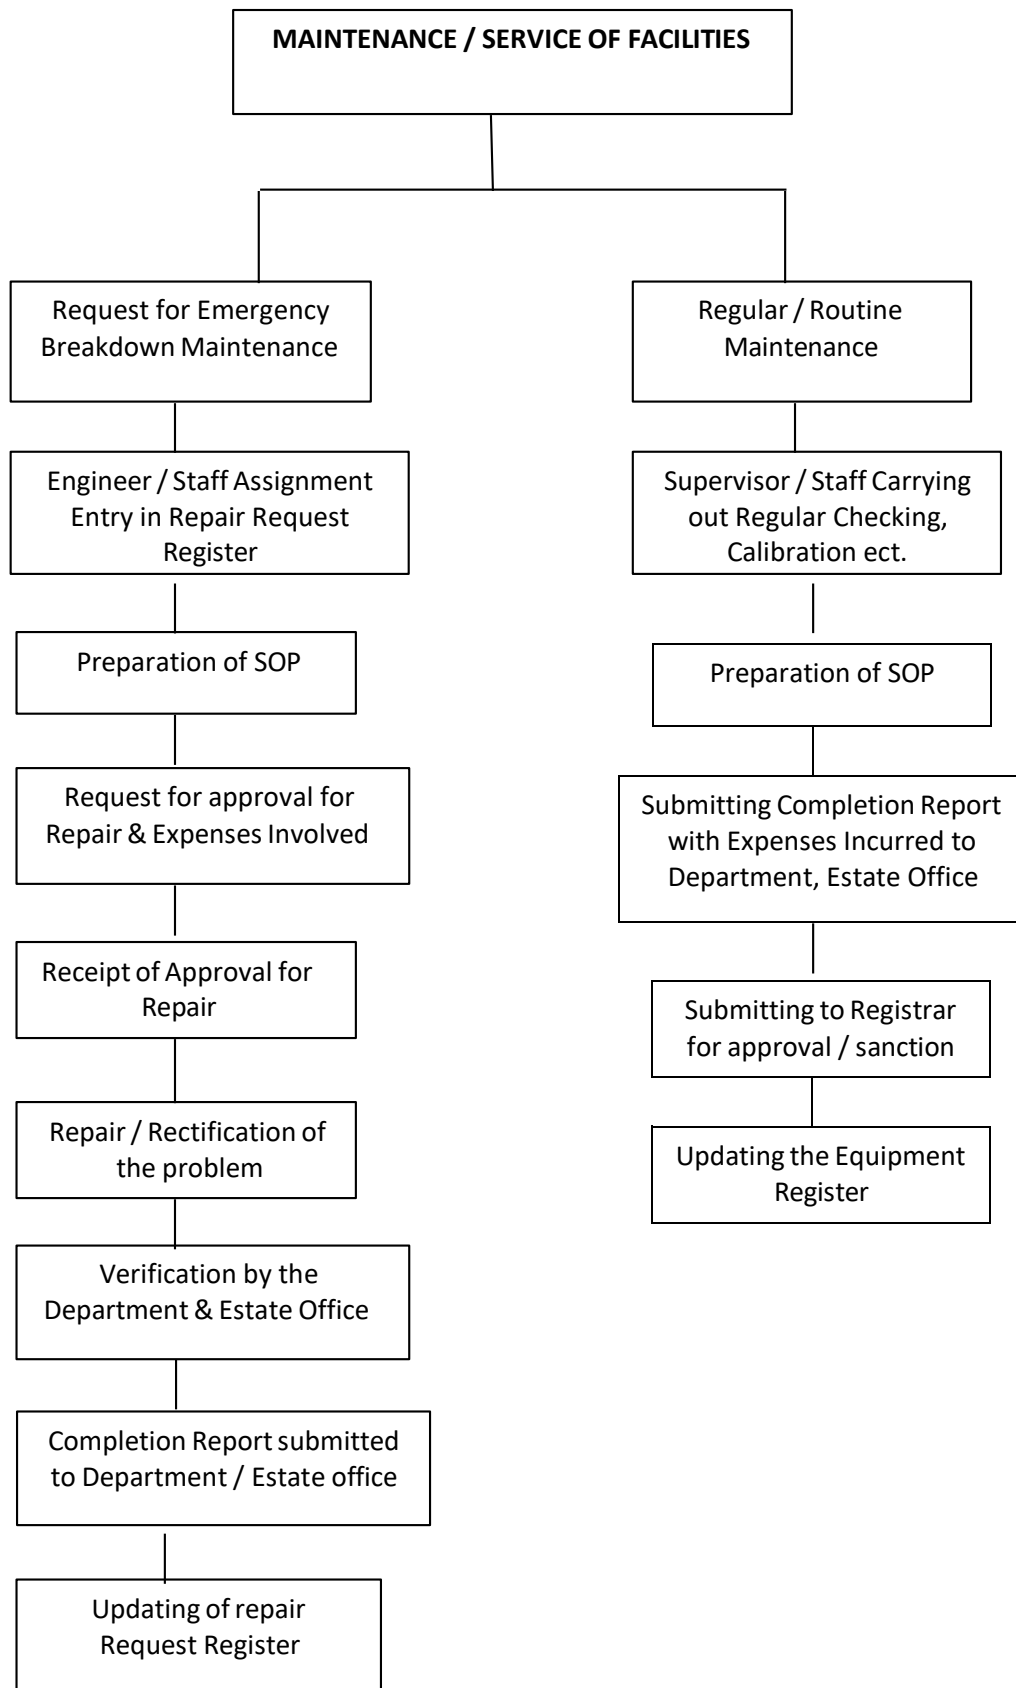 MAINTENANCE / SERVICE OF FACILITIES
Request for Emergency
Breakdown Maintenance
Engineer / Staff Assignment
Entry in Repair Request
Register
Preparation of SOP
Request for approval for
Repair & Expenses Involved
Receipt of Approval for
Repair
Repair / Rectification of
the problem
Verification by the
Department & Estate Office
Completion Report submitted
to Department / Estate office
Updating of repair
Request Register
Regular / Routine
Maintenance
Supervisor / Staff Carrying
out Regular Checking,
Calibration ect.
Preparation of SOP
Submitting Completion Report
with Expenses Incurred to
Department, Estate Office
Submitting to Registrar
for approval / sanction
Updating the Equipment
Register